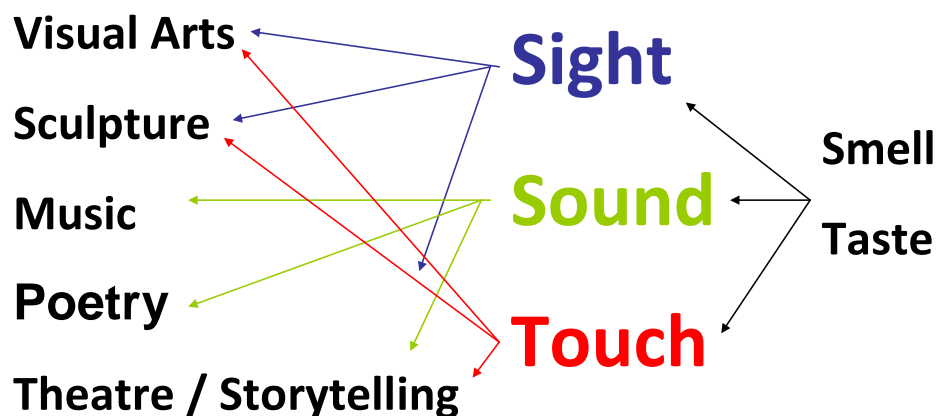 Visual Arts
Sculpture
Music
Poetry
Theatre / Storytelling
Sight
Sound
Touch
Smell
Taste